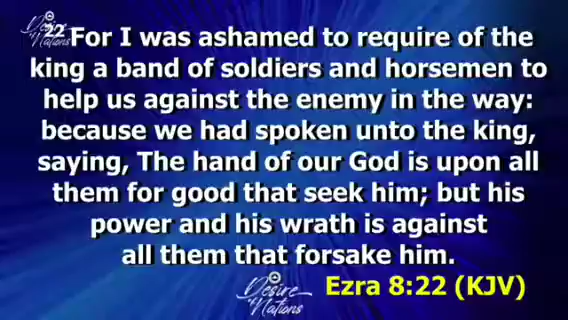 Desire Nations
22 For I was ashamed to require of the
king a band of soldiers and horsemen to
help us against the enemy in the way:
because we had spoken unto the king,
saying, The hand of our God is upon all
them for good that seek him; but his
power and his wrath is against
all them that forsake him.
Desire Nations
Ezra 8:22 (KJV)